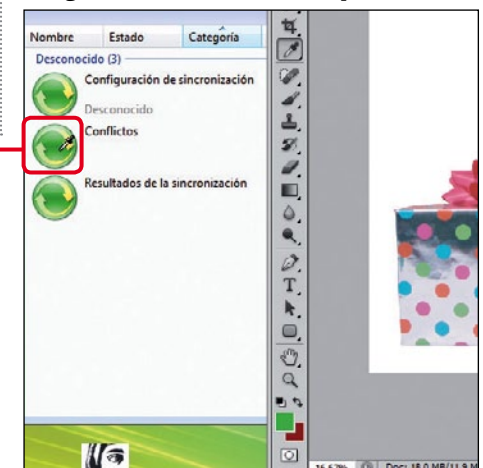 Nombre Estado Categoría
Desconocido (3)
Configuración de sincronización
Desconocido
Conflictos
Resultados de la sincronización
T
16,67% Doc: 18,0 MB/11,9 M